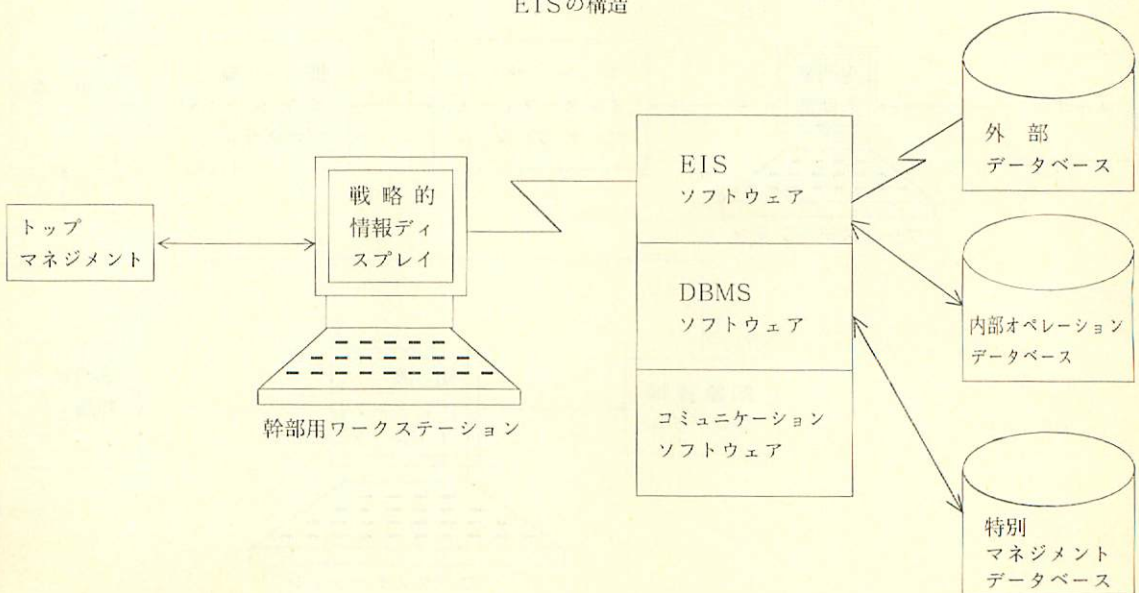 EISの構造
トップ
マネジメント
戦略的
情報ディ
スプレイ
幹部用ワークステーション
EIS
ソフトウェア
DBMS
ソフトウェア
コミュニケーション
ソフトウェア
外部
データベース
内部オペレーション
データベース
特別
マネジメント
データベース